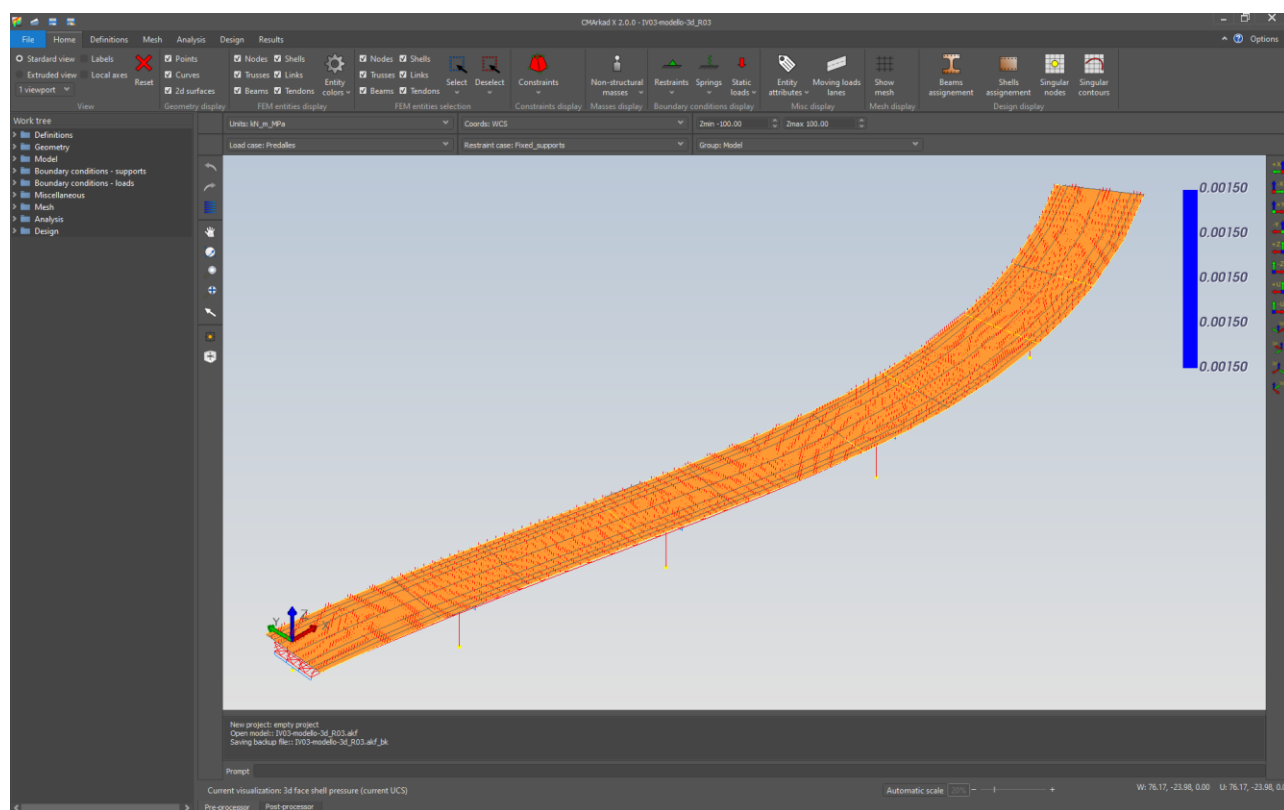 CMArkad X 2.0.0 - IV03-modello-3d_R03
File Home Definitions Mesh Analysis Design Results
Options
Stardard view Labels
Extruded view Local axes
1 viewport
Reset
View
Points
Curves
2d surfaces
Geometry display
Nodes Shells
Trusses Links
Beams Tendons
Entity colors
FEM entities display
Nodes Shells
Trusses Links
Beams Tendons
Select Deselect
FEM entities selection
Constraints
Constraints display
Non-structural masses
Masses display
Restraints Springs Static loads
Boundary conditions display
Entity attributes Moving loads lanes
Misc display
Show mesh
Mesh display
Beams assignement Shells assignement Singular nodes Singular contours
Design display
Work tree
Definitions
Geometry
Model
Boundary conditions - supports
Boundary conditions - loads
Miscellaneous
Mesh
Analysis
Design
Units: kN_m_MPa
Coords: WCS
Zmin -100.00 Zmax 100.00
Load case: Predalles
Restraint case: Fixed_supports
Group: Model
0.00150
0.00150
0.00150
0.00150
0.00150
Y Z X
New project: empty project
Open model:: IV03-modello-3d_R03.akf
Saving backup file:: IV03-modello-3d_R03.akf_bk
Prompt
Current visualization: 3d face shell pressure (current UCS)
Automatic scale 20% - +
W: 76.17, -23.98, 0.00 U: 76.17, -23.98, 0.0
Pre-processor Post-processor